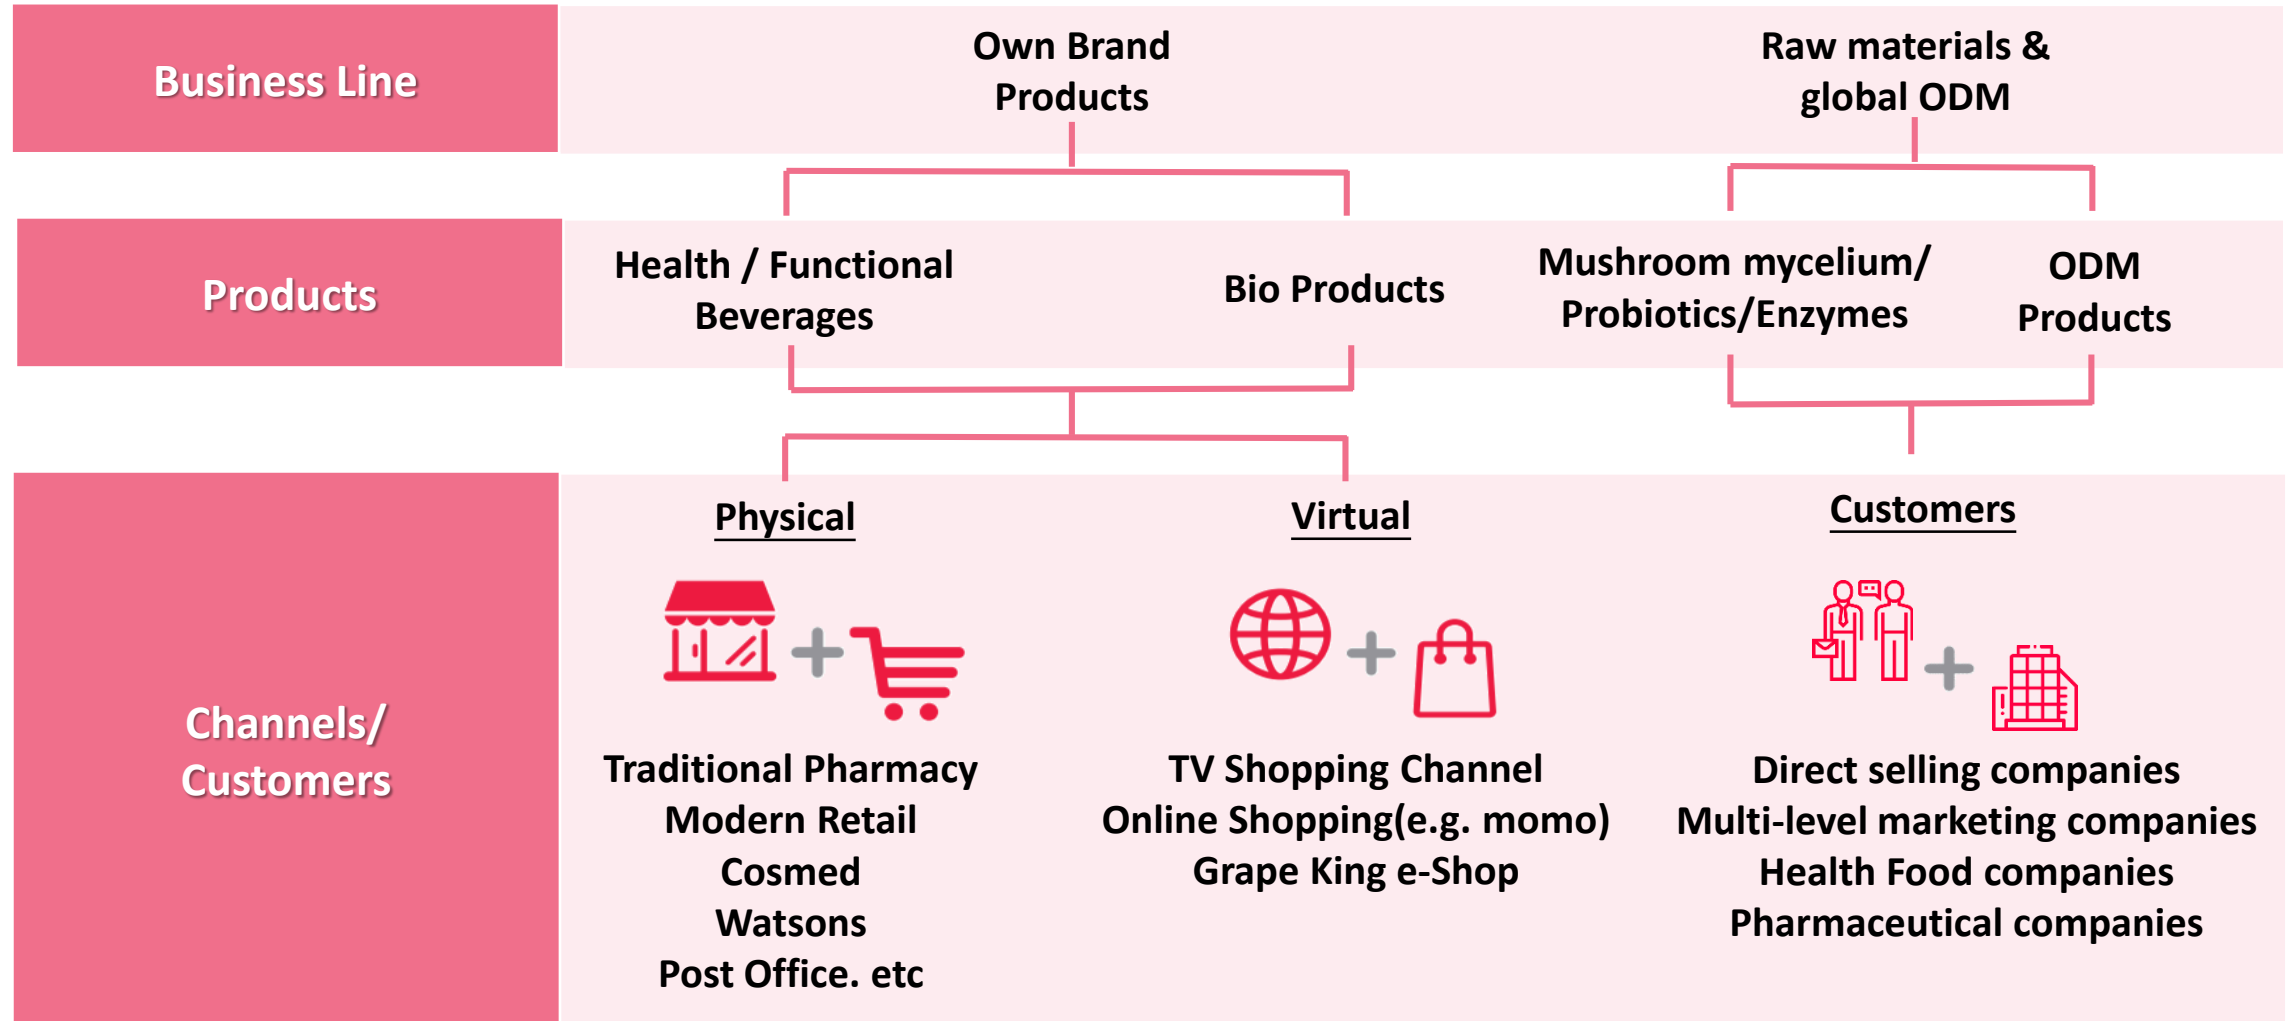 Business Line
Own Brand
Products
Raw materials &
global ODM
Products
Health / Functional
Beverages
Bio Products
Mushroom mycelium/
Probiotics/Enzymes
ODM
Products
Channels/
Customers
Physical
Traditional Pharmacy
Modern Retail
Cosmed
Watsons
Post Office. etc
Virtual
TV Shopping Channel
Online Shopping(e.g. momo)
Grape King e-Shop
Customers
Direct selling companies
Multi-level marketing companies
Health Food companies
Pharmaceutical companies